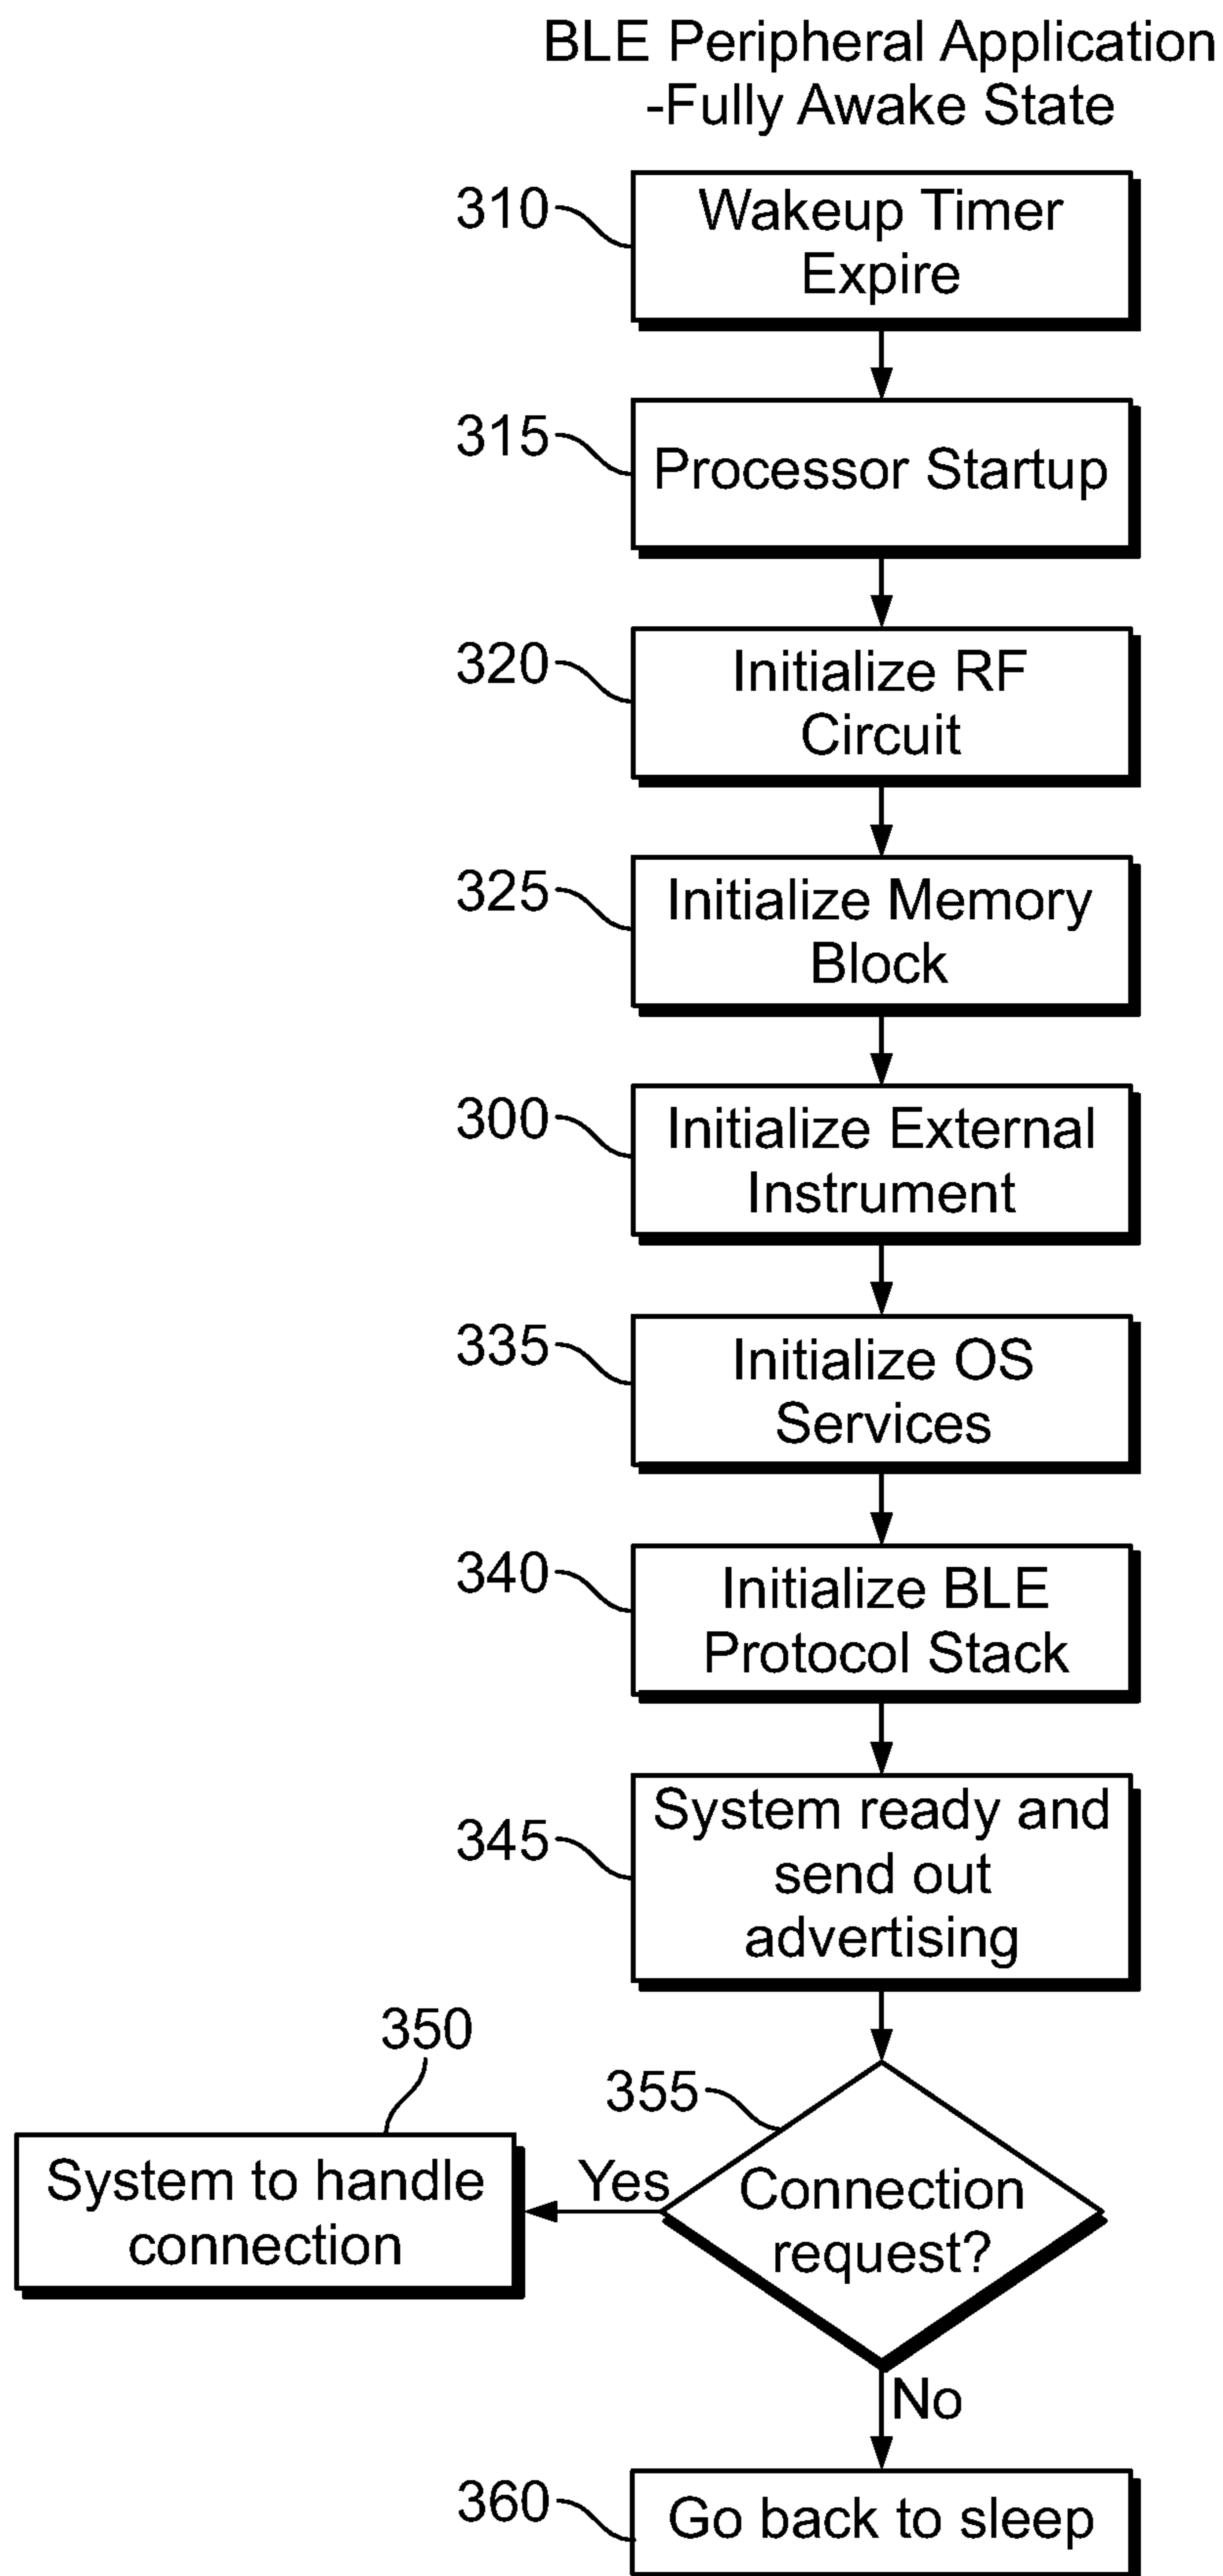 BLE Peripheral Application
-Fully Awake State
310
Wakeup Timer
Expire
315
Processor Startup
320
Initialize RF
Circuit
325
Initialize Memory
Block
300
Initialize External
Instrument
335
Initialize OS
Services
340
Initialize BLE
Protocol Stack
345
System ready and
send out
advertising
350
355
System to handle
connection
Yes
Connection
request?
No
360
Go back to sleep